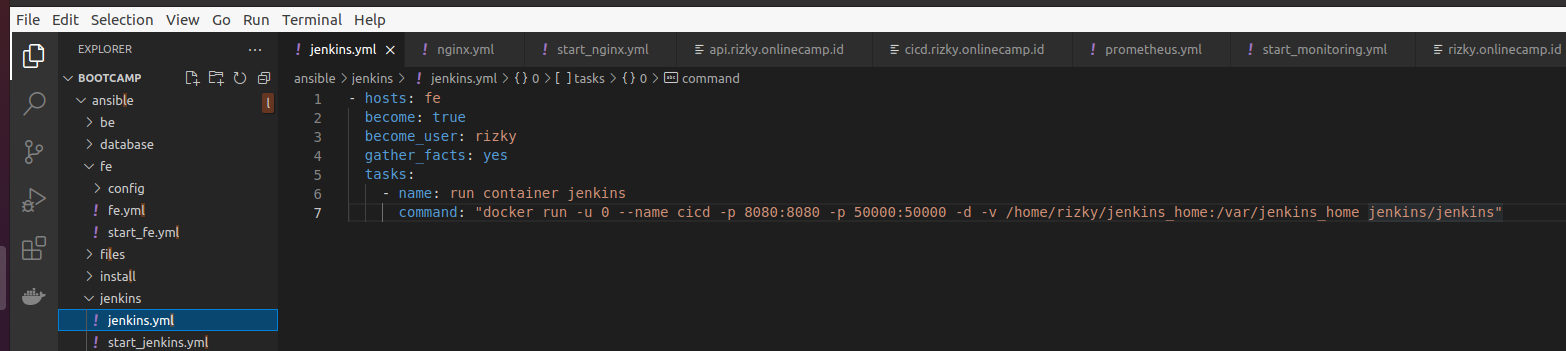 File Edit Selection View Go Run Terminal Help
EXPLORER ...
jenkins.yml nginx.yml start_nginx.yml api.rizky.onlinecamp.id cicd.rizky.onlinecamp.id prometheus.yml start_monitoring.yml rizky.onlinecamp.id
BOOTCAMP
ansible > jenkins > ! jenkins.yml > {} 0 > [ ] tasks > {} 0 > abc command
ansible l
be
database
fe
config
fe.yml
start_fe.yml
files
install
jenkins
jenkins.yml
start_jenkins.yml
1 - hosts: fe
2 become: true
3 become_user: rizky
4 gather_facts: yes
5 tasks:
6 - name: run container jenkins
7 command: "docker run -u 0 --name cicd -p 8080:8080 -p 50000:50000 -d -v /home/rizky/jenkins_home:/var/jenkins_home jenkins/jenkins"